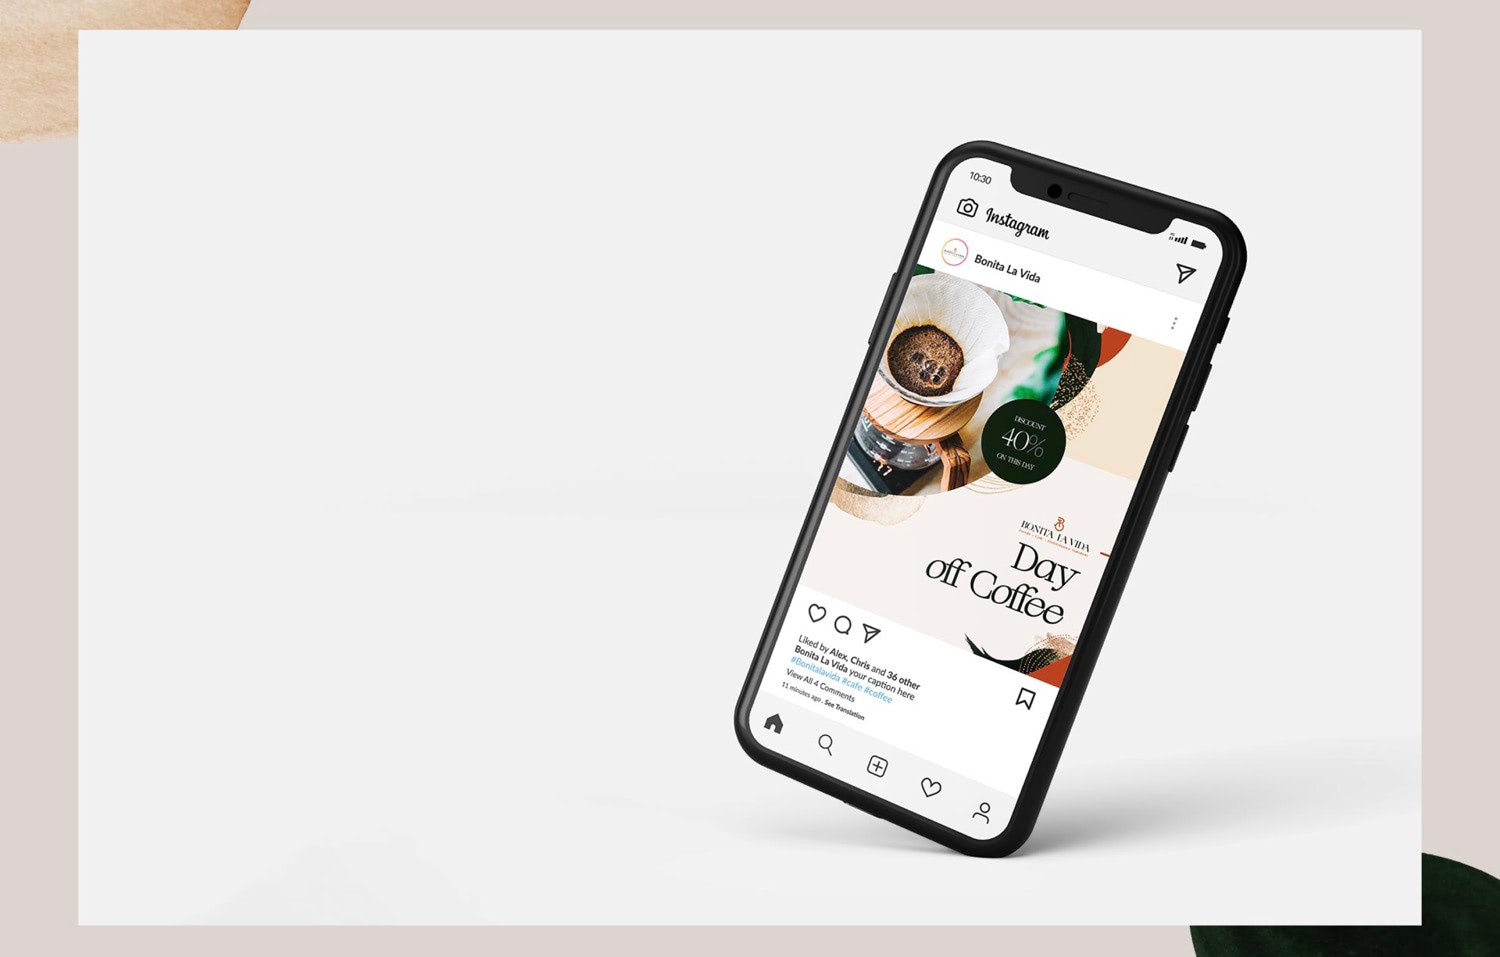 10:30
Instagram
Bonita La Vida
DISCOUNT
40%
ON THIS DAY
BONITA LA VIDA
Day
off Coffee
Liked by Alex, Chris and 36 other
Bonita La Vida your caption here
#Bonitalavida #cafe #coffee
View All 4 Comments
11 minutes ago . See Translation